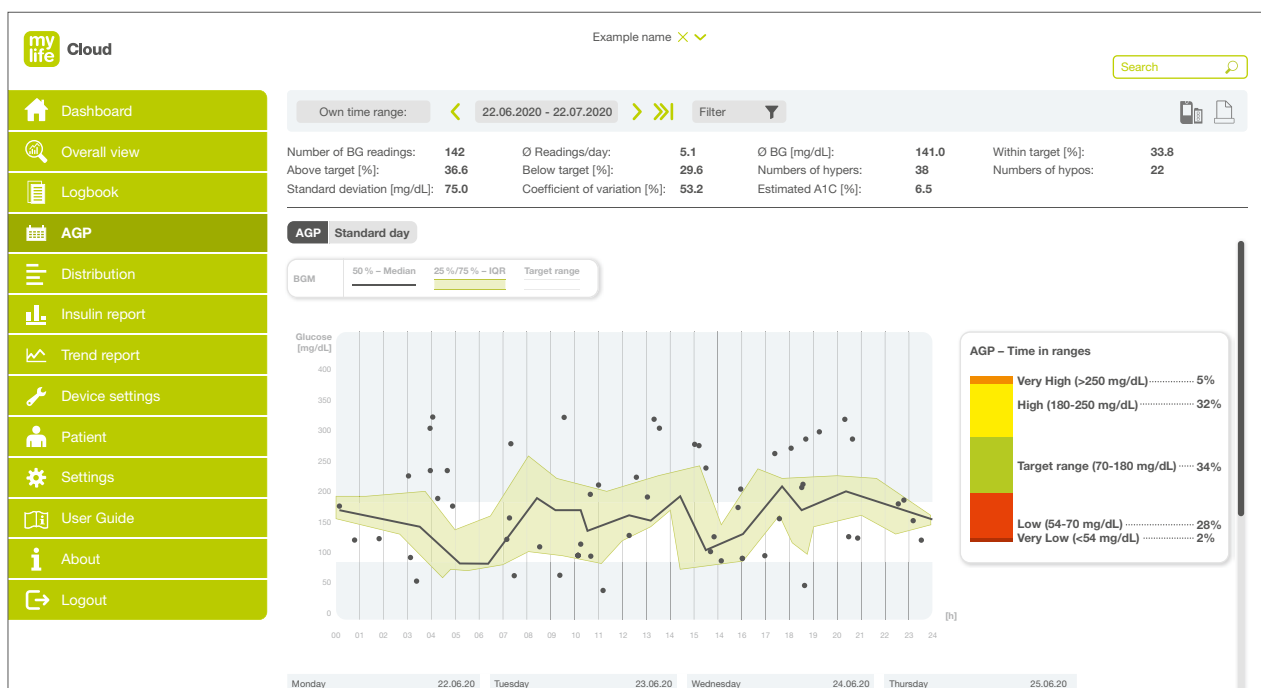 my life Cloud
Example name
Search
Dashboard
Overall view
Logbook
AGP
Distribution
Insulin report
Trend report
Device settings
Patient
Settings
User Guide
About
Logout
Own time range: 22.06.2020 - 22.07.2020 Filter
Number of BG readings: 142 Ø Readings/day: 5.1 Ø BG [mg/dL]: 141.0 Within target [%]: 33.8
Above target [%]: 36.6 Below target [%]: 29.6 Numbers of hypers: 38 Numbers of hypos: 22
Standard deviation [mg/dL]: 75.0 Coefficient of variation [%]: 53.2 Estimated A1C [%]: 6.5
AGP Standard day
BGM 50 % – Median 25 %/75 % – IQR Target range
Glucose
[mg/dL]
400
350
300
250
200
150
100
50
0
[h]
00 01 02 03 04 05 06 07 08 09 10 11 12 13 14 15 14 16 17 18 19 20 21 22 23 24
AGP – Time in ranges
Very High (>250 mg/dL) 5%
High (180-250 mg/dL) 32%
Target range (70-180 mg/dL) 34%
Low (54-70 mg/dL) 28%
Very Low (<54 mg/dL) 2%
Monday 22.06.20 Tuesday 23.06.20 Wednesday 24.06.20 Thursday 25.06.20